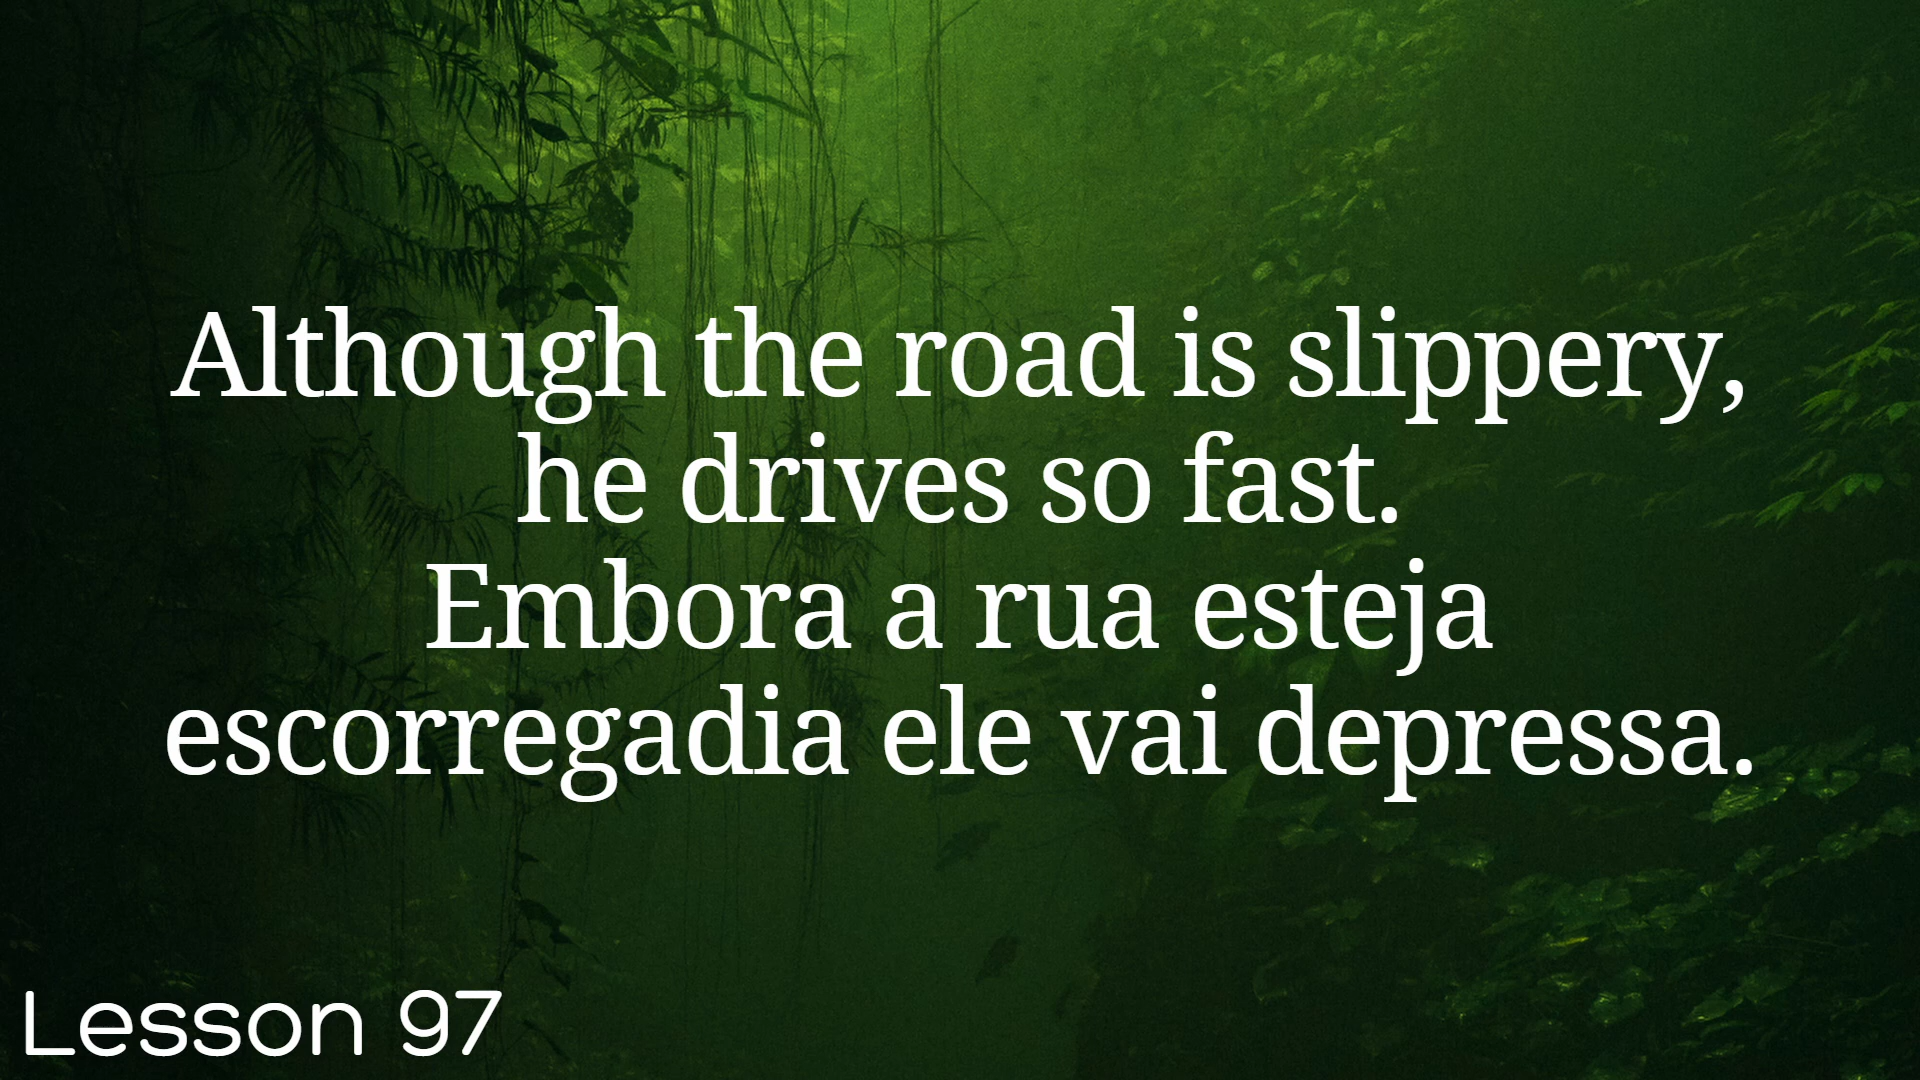 Although the road is slippery,
he drives so fast.
Embora a rua esteja
escorregadia ele vai depressa.
Lesson 97